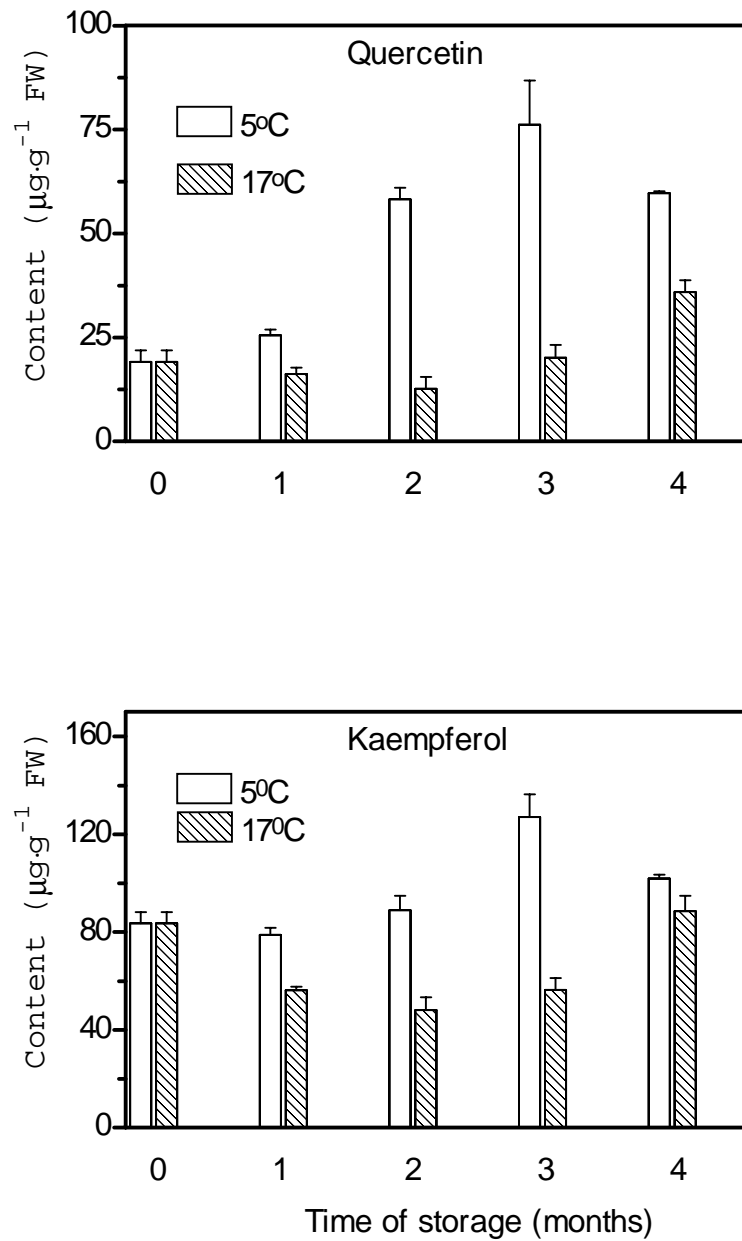 Quercetin
5ºC
17ºC
Content (μg·g⁻¹ FW)
100
75
50
25
0
0 1 2 3 4
Kaempferol
5⁰C
17⁰C
Content (μg·g⁻¹ FW)
160
120
80
40
0
0 1 2 3 4
Time of storage (months)